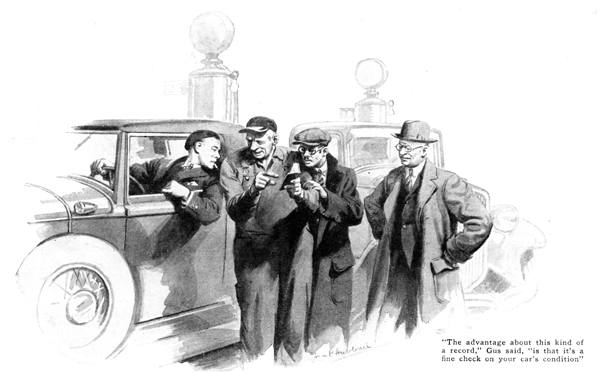 "The advantage about this kind of
a record," Gus said, "is that it's a
fine check on your car's condition"